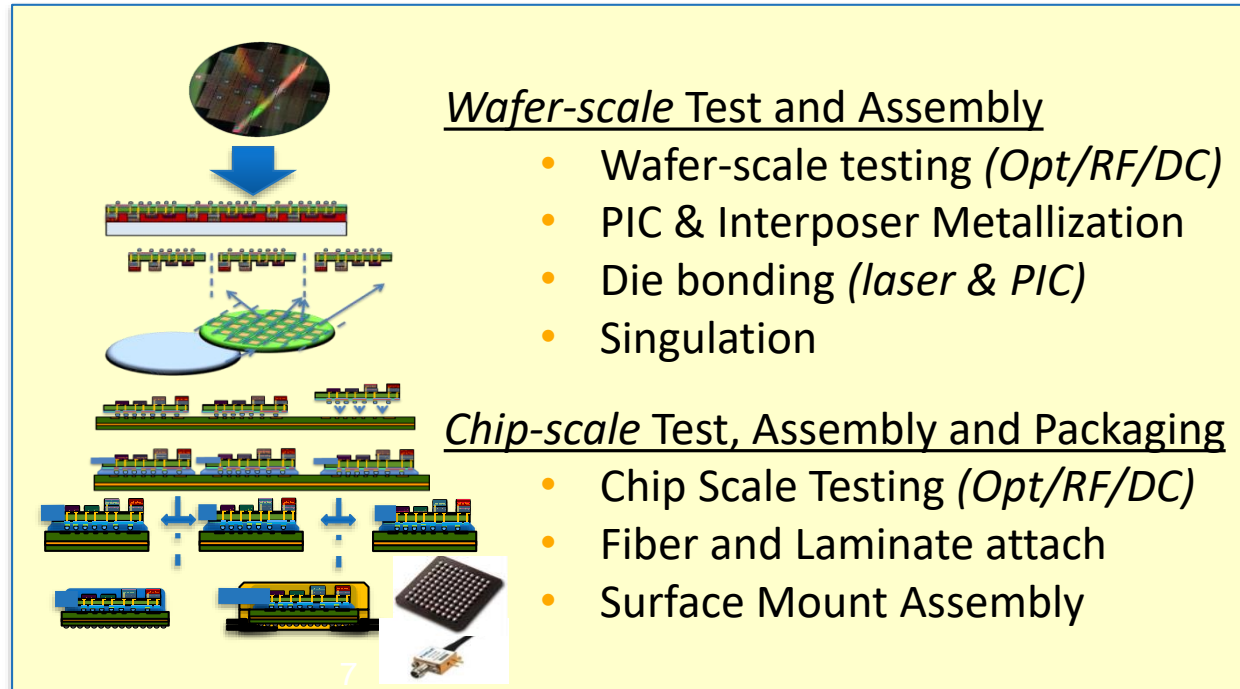 Wafer-scale Test and Assembly
• Wafer-scale testing (Opt/RF/DC)
• PIC & Interposer Metallization
• Die bonding (laser & PIC)
• Singulation
Chip-scale Test, Assembly and Packaging
• Chip Scale Testing (Opt/RF/DC)
• Fiber and Laminate attach
• Surface Mount Assembly
7